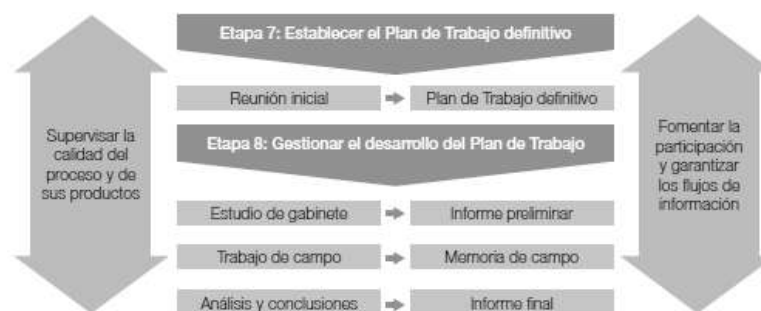 Etapa 7: Establecer el Plan de Trabajo definitivo
Reunión inicial
Plan de Trabajo definitivo
Supervisar la
calidad del
proceso y de
sus productos
Etapa 8: Gestionar el desarrollo del Plan de Trabajo
Fomentar la
participación
y garantizar
los flujos de
información
Estudio de gabinete
Informe preliminar
Trabajo de campo
Memoria de campo
Análisis y conclusiones
Informe final